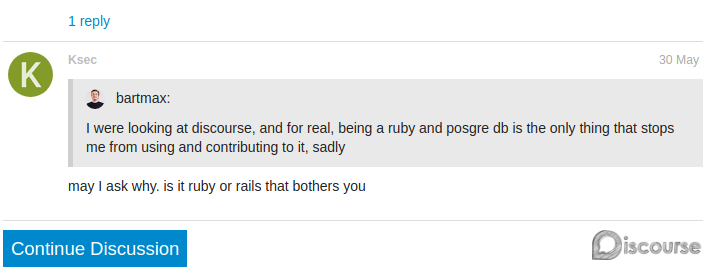 1 reply
K
Ksec
30 May
bartmax:
I were looking at discourse, and for real, being a ruby and posgre db is the only thing that stops
me from using and contributing to it, sadly
may I ask why. is it ruby or rails that bothers you
Continue Discussion
Discourse